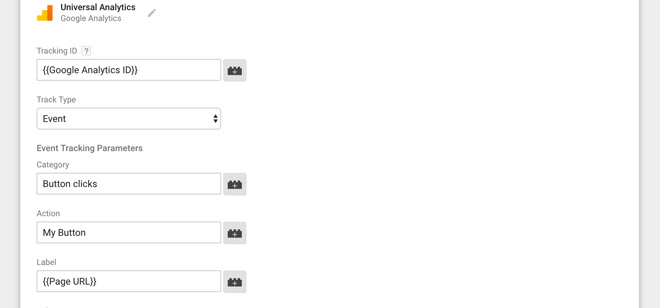 Universal Analytics
Google Analytics
Tracking ID ?
{{Google Analytics ID}}
Track Type
Event
Event Tracking Parameters
Category
Button clicks
Action
My Button
Label
{{Page URL}}